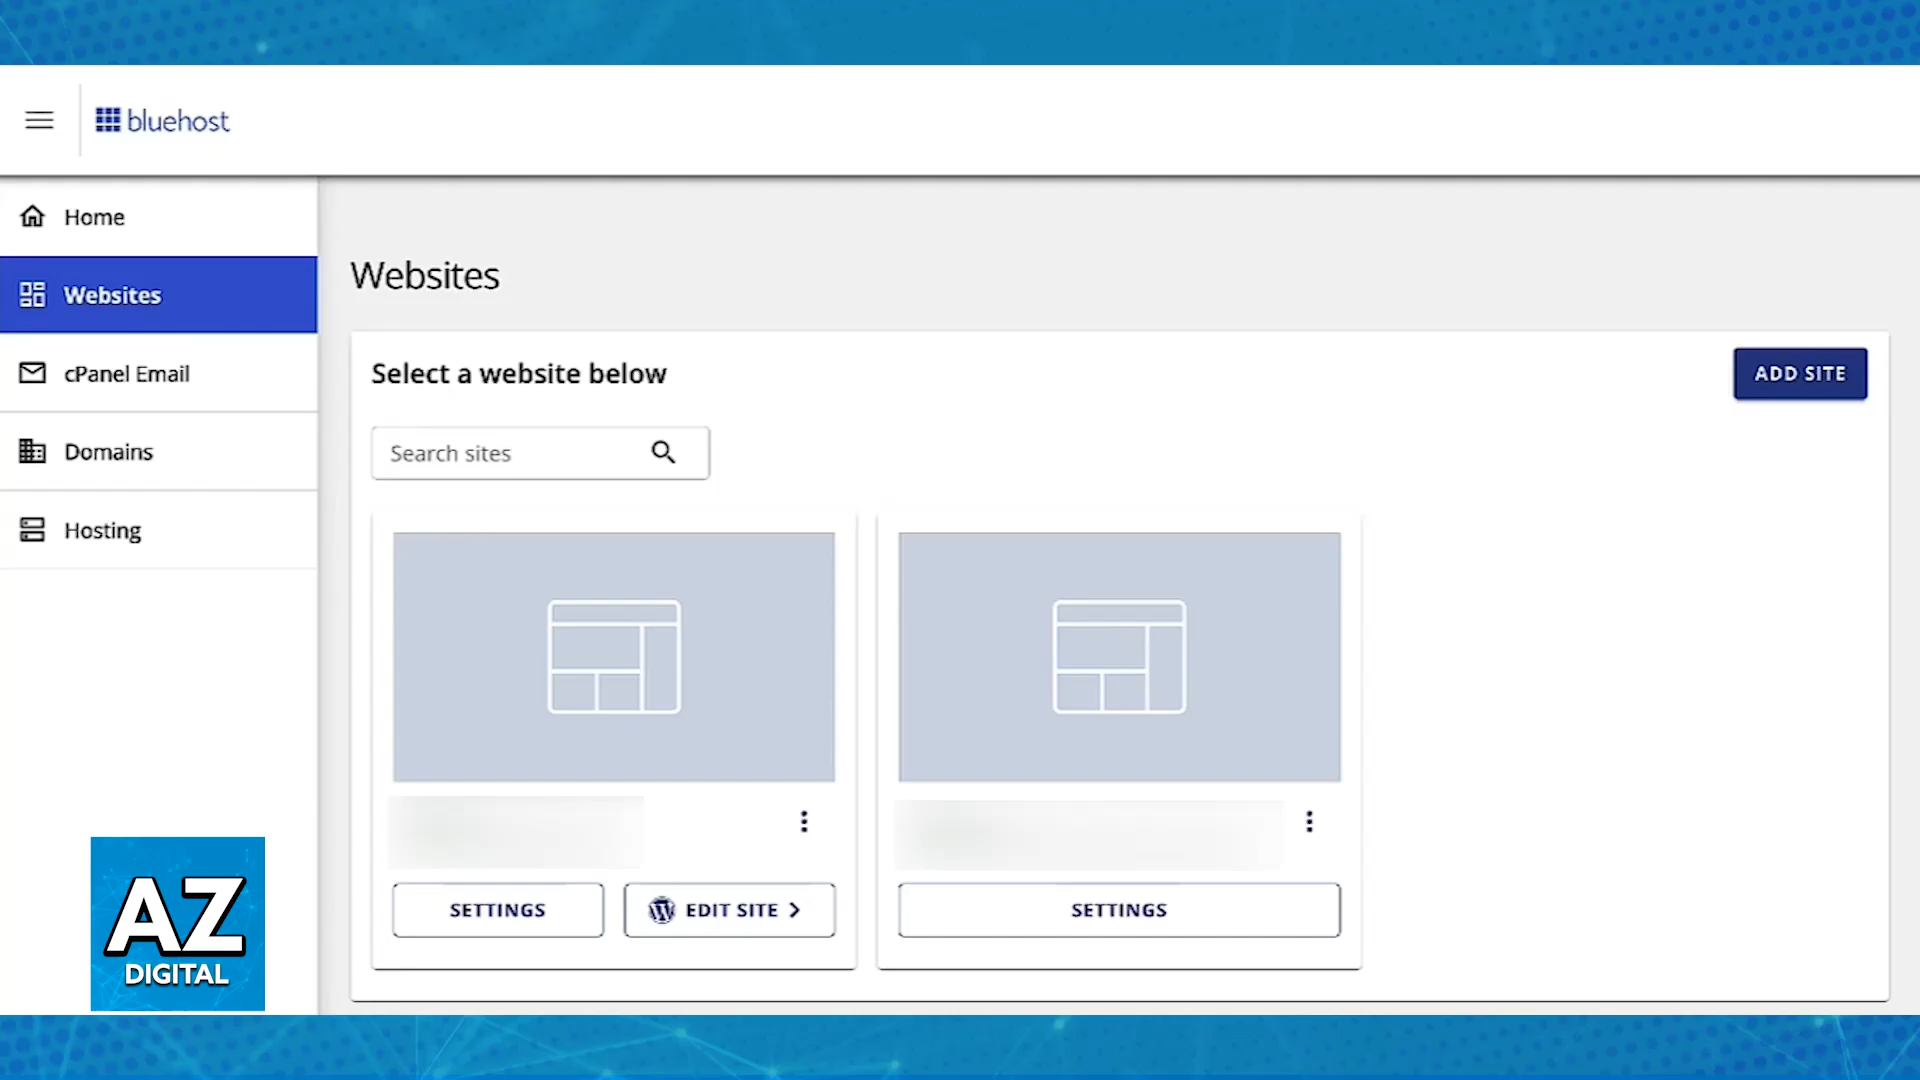 bluehost
Home
Websites
cPanel Email
Domains
Hosting
Websites
Select a website below
ADD SITE
Search sites
SETTINGS
EDIT SITE
SETTINGS
AZ
DIGITAL